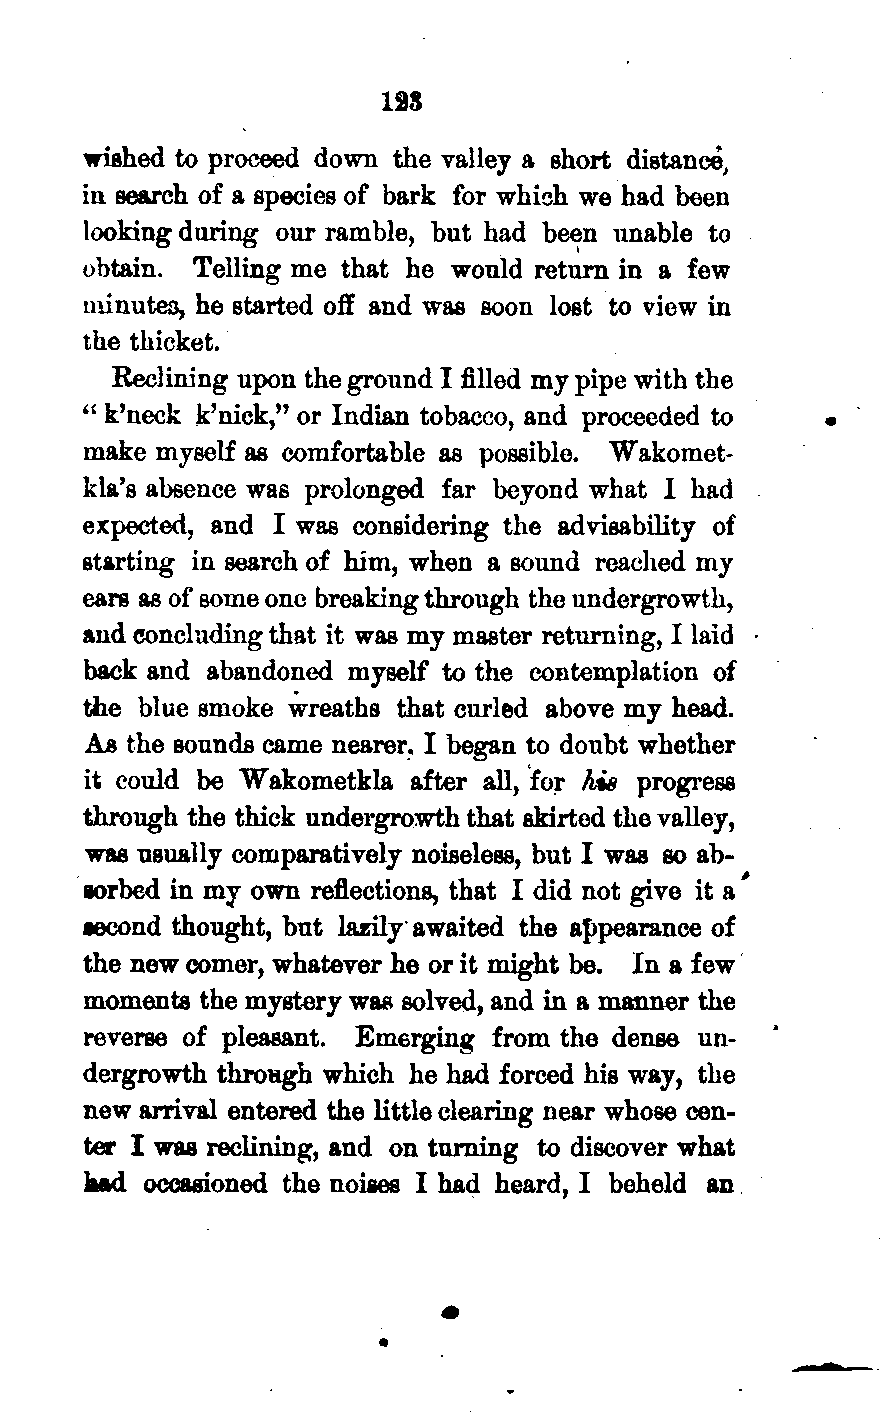 123
wished to proceed down the valley a short distance,
in search of a species of bark for which we had been
looking during our ramble, but had been unable to
obtain. Telling me that he would return in a few
minutes, he started off and was soon lost to view in
the thicket.
Reclining upon the ground I filled my pipe with the
“ k’neck k’nick,” or Indian tobacco, and proceeded to
make myself as comfortable as possible. Wakomet-
kla’s absence was prolonged far beyond what I had
expected, and I was considering the advisability of
starting in search of him, when a sound reached my
ears as of some one breaking through the undergrowth,
and concluding that it was my master returning, I laid
back and abandoned myself to the contemplation of
the blue smoke wreaths that curled above my head.
As the sounds came nearer, I began to doubt whether
it could be Wakometkla after all, for his progress
through the thick undergrowth that skirted the valley,
was usually comparatively noiseless, but I was so ab-
sorbed in my own reflections, that I did not give it a
second thought, but lazily awaited the appearance of
the new comer, whatever he or it might be. In a few
moments the mystery was solved, and in a manner the
reverse of pleasant. Emerging from the dense un-
dergrowth through which he had forced his way, the
new arrival entered the little clearing near whose cen-
ter I was reclining, and on turning to discover what
had occasioned the noises I had heard, I beheld an